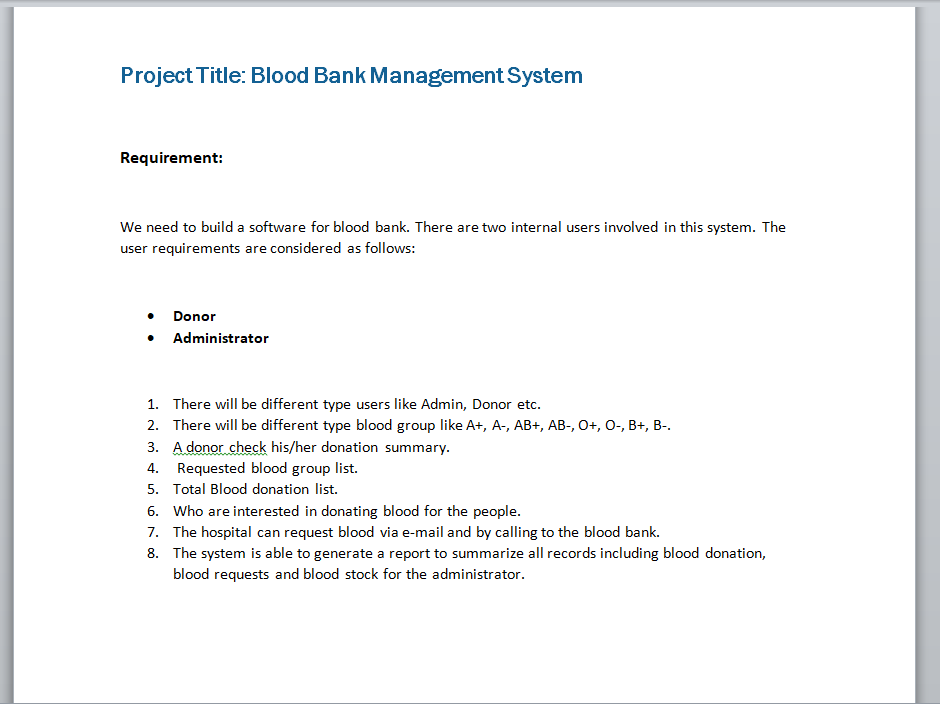 Project Title: Blood Bank Management System
Requirement:
We need to build a software for blood bank. There are two internal users involved in this system. The
user requirements are considered as follows:
• Donor
• Administrator
1. There will be different type users like Admin, Donor etc.
2. There will be different type blood group like A+, A-, AB+, AB-, O+, O-, B+, B-.
3. A donor check his/her donation summary.
4. Requested blood group list.
5. Total Blood donation list.
6. Who are interested in donating blood for the people.
7. The hospital can request blood via e-mail and by calling to the blood bank.
8. The system is able to generate a report to summarize all records including blood donation,
blood requests and blood stock for the administrator.